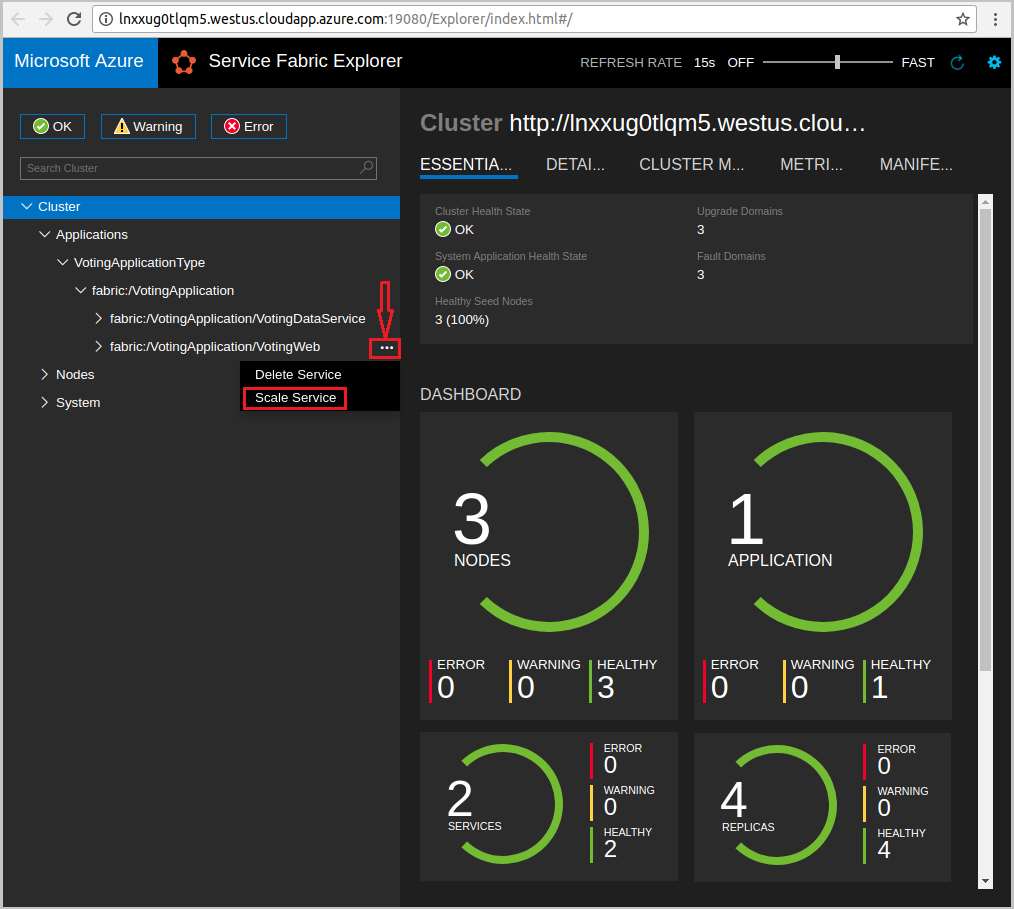 lnxxug0tlqm5.westus.cloudapp.azure.com:19080/Explorer/index.html#/
Microsoft Azure
Service Fabric Explorer
REFRESH RATE 15s OFF FAST
OK
Warning
Error
Search Cluster
Cluster
Applications
VotingApplicationType
fabric:/VotingApplication
fabric:/VotingApplication/VotingDataService
fabric:/VotingApplication/VotingWeb
•••
Delete Service
Scale Service
Nodes
System
Cluster http://lnxxug0tlqm5.westus.clou…
ESSENTIA... DETAI... CLUSTER M... METRI... MANIFE...
Cluster Health State
OK
System Application Health State
OK
Healthy Seed Nodes
3 (100%)
Upgrade Domains
3
Fault Domains
3
DASHBOARD
3
NODES
ERROR
0
WARNING
0
HEALTHY
3
1
APPLICATION
ERROR
0
WARNING
0
HEALTHY
1
2
SERVICES
ERROR
0
WARNING
0
HEALTHY
2
4
REPLICAS
ERROR
0
WARNING
0
HEALTHY
4